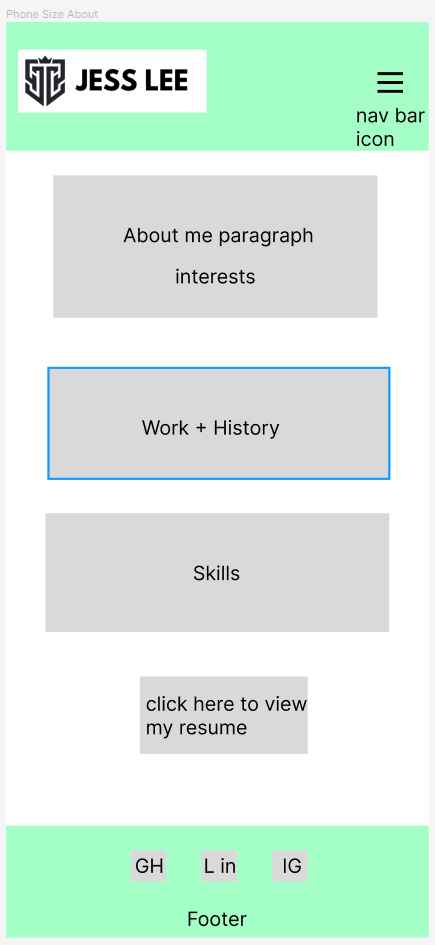 Phone Size About
JESS LEE
nav bar
icon
About me paragraph
interests
Work + History
Skills
click here to view
my resume
GH
L in
IG
Footer